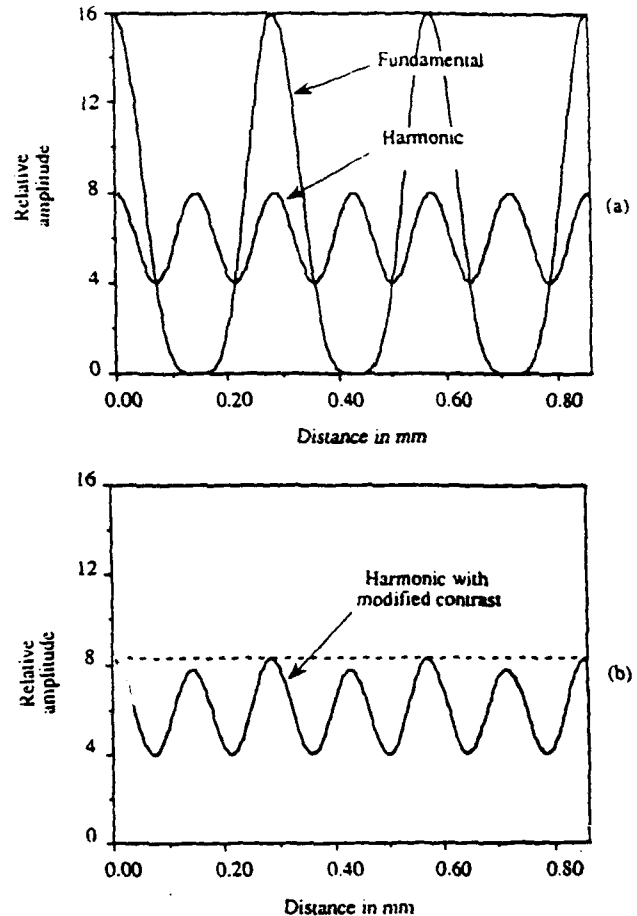 16
12
8
4
0
Relative
amplitude
Fundamental
Harmonic
(a)
0.00 0.20 0.40 0.60 0.80
Distance in mm
16
12
8
4
0
Relative
amplitude
Harmonic with
modified contrast
(b)
0.00 0.20 0.40 0.60 0.80
Distance in mm